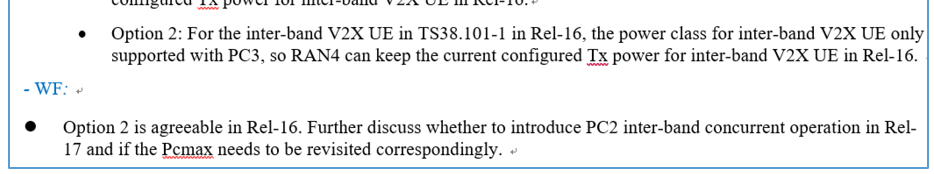 configured Tx power for inter-band V2X UE in Rel-16.
• Option 2: For the inter-band V2X UE in TS38.101-1 in Rel-16, the power class for inter-band V2X UE only
supported with PC3, so RAN4 can keep the current configured Tx power for inter-band V2X UE in Rel-16.
- WF:
● Option 2 is agreeable in Rel-16. Further discuss whether to introduce PC2 inter-band concurrent operation in Rel-
17 and if the Pcmax needs to be revisited correspondingly.